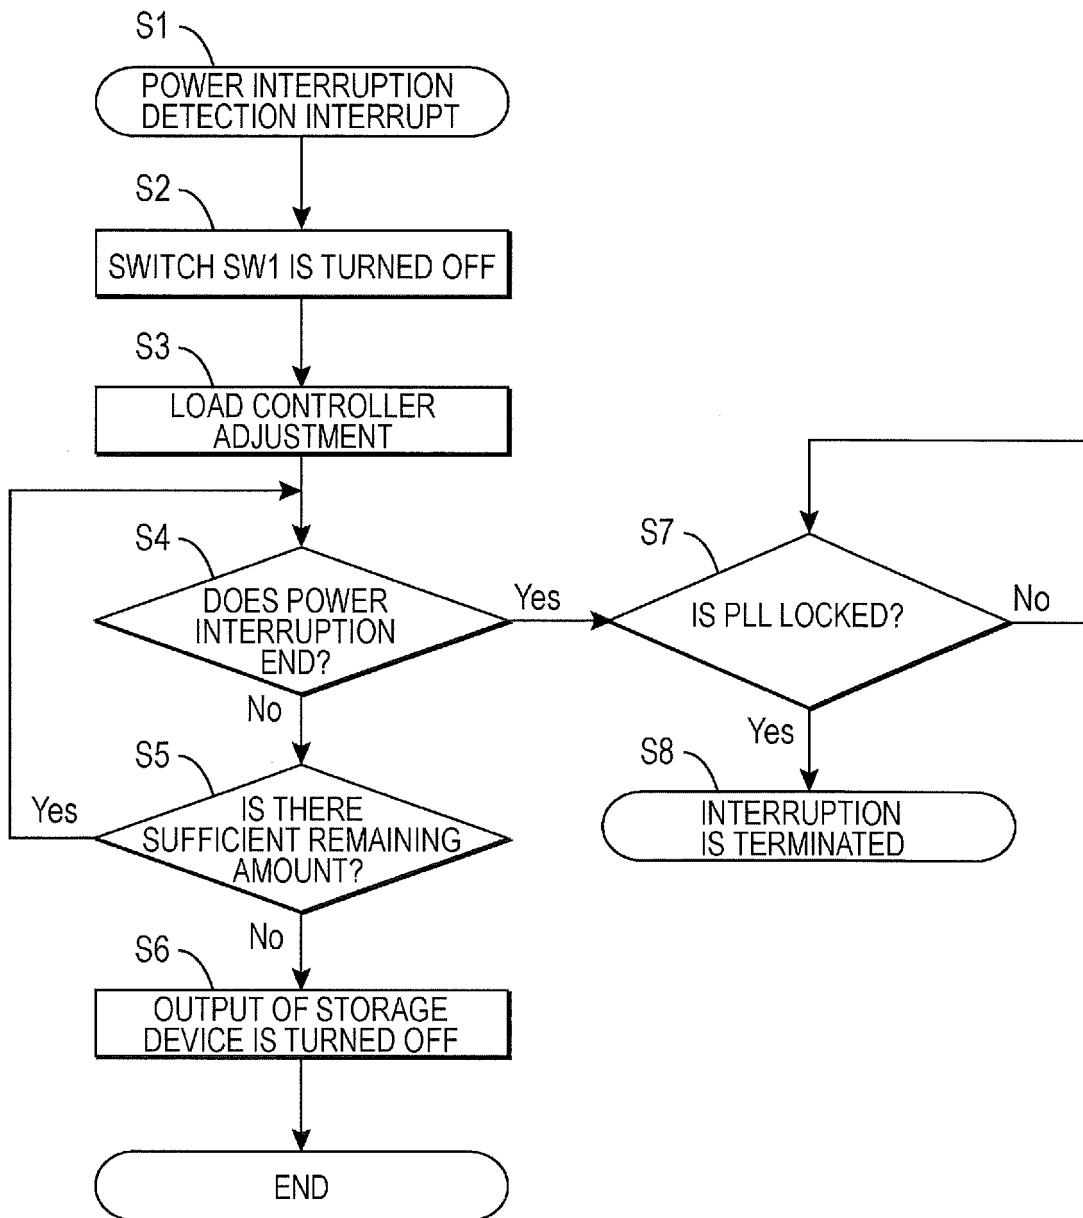 S1
POWER INTERRUPTION
DETECTION INTERRUPT
S2
SWITCH SW1 IS TURNED OFF
S3
LOAD CONTROLLER
ADJUSTMENT
S4
DOES POWER
INTERRUPTION
END?
Yes
No
S7
IS PLL LOCKED?
No
Yes
S5
IS THERE
SUFFICIENT REMAINING
AMOUNT?
Yes
No
S8
INTERRUPTION
IS TERMINATED
S6
OUTPUT OF STORAGE
DEVICE IS TURNED OFF
END